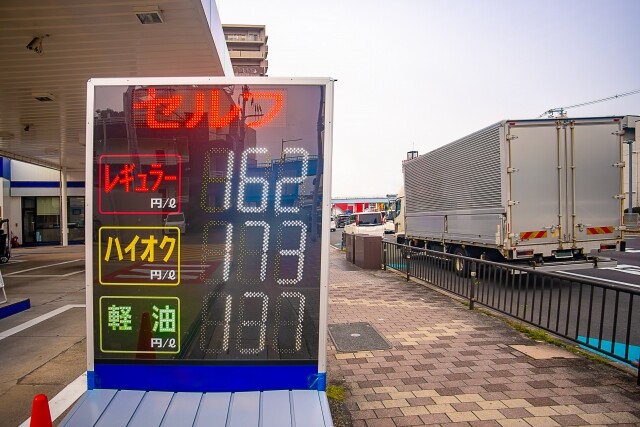 セルフ
レギュラー
円/ℓ
162
ハイオク
円/ℓ
173
軽油
円/ℓ
137